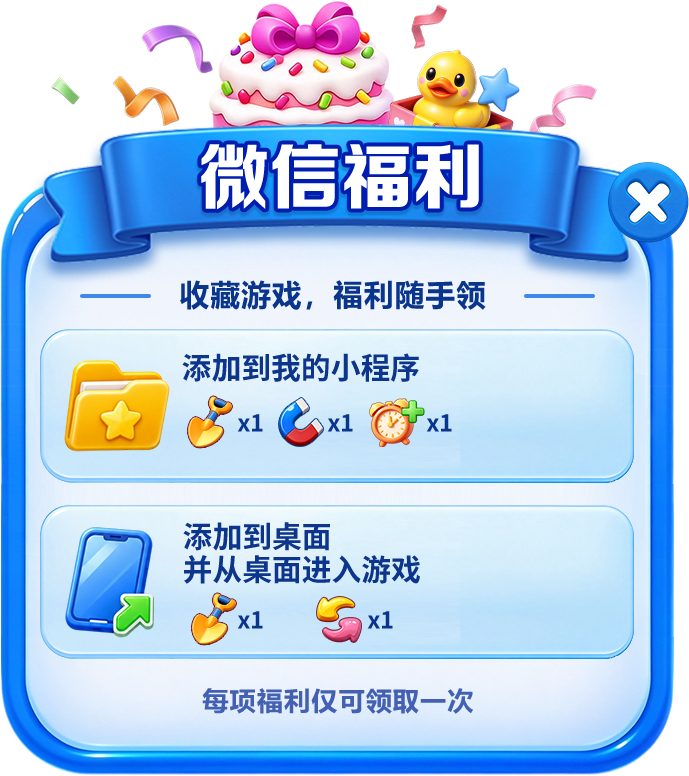 微信福利
收藏游戏，福利随手领
添加到我的小程序
x1 x1 x1
添加到桌面
并从桌面进入游戏
x1 x1
每项福利仅可领取一次